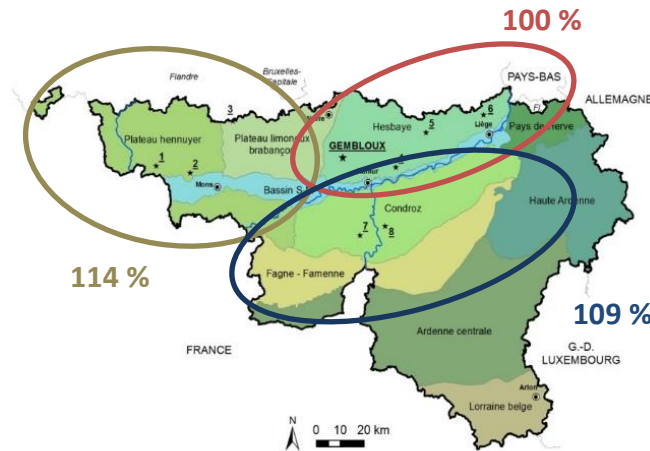 100 %
Flandre
Bruxelles-
Capitale
PAYS-BAS
ALLEMAGNE
3
6
5
Plateau hennuyer
Plateau limoneux
brabançon
Hesbaye
Liège
Pays de Herve
GEMBLOUX
1
2
Mons
Bassin
Condroz
Haute Ardenne
7
8
114 %
Fagne - Famenne
109 %
FRANCE
Ardenne centrale
G.-D.
LUXEMBOURG
Arlon
Lorraine belge
N
0 10 20 km